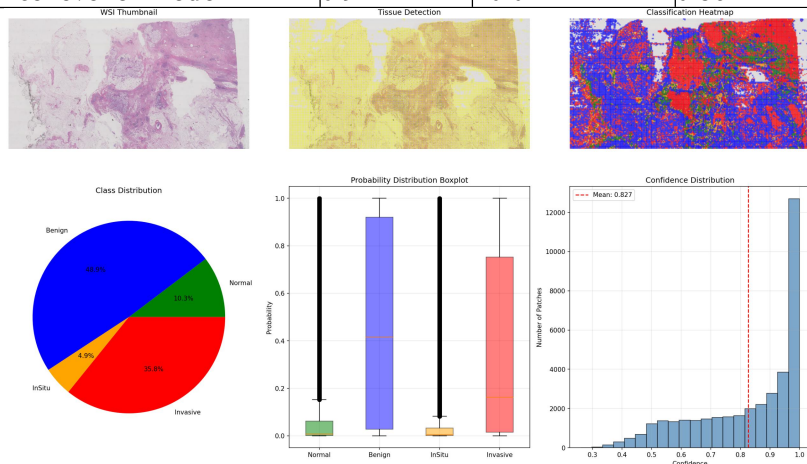 WSI Thumbnail
Tissue Detection
Classification Heatmap
Class Distribution
Benign
Normal
10.3%
4.9%
35.8%
InSitu
Invasive
Probability Distribution Boxplot
Probability
1.0
0.8
0.6
0.4
0.2
0.0
Normal Benign InSitu Invasive
Confidence Distribution
Mean: 0.827
Number of Patches
12000
10000
8000
6000
4000
2000
0
0.3 0.4 0.5 0.6 0.7 0.8 0.9 1.0
Confidence